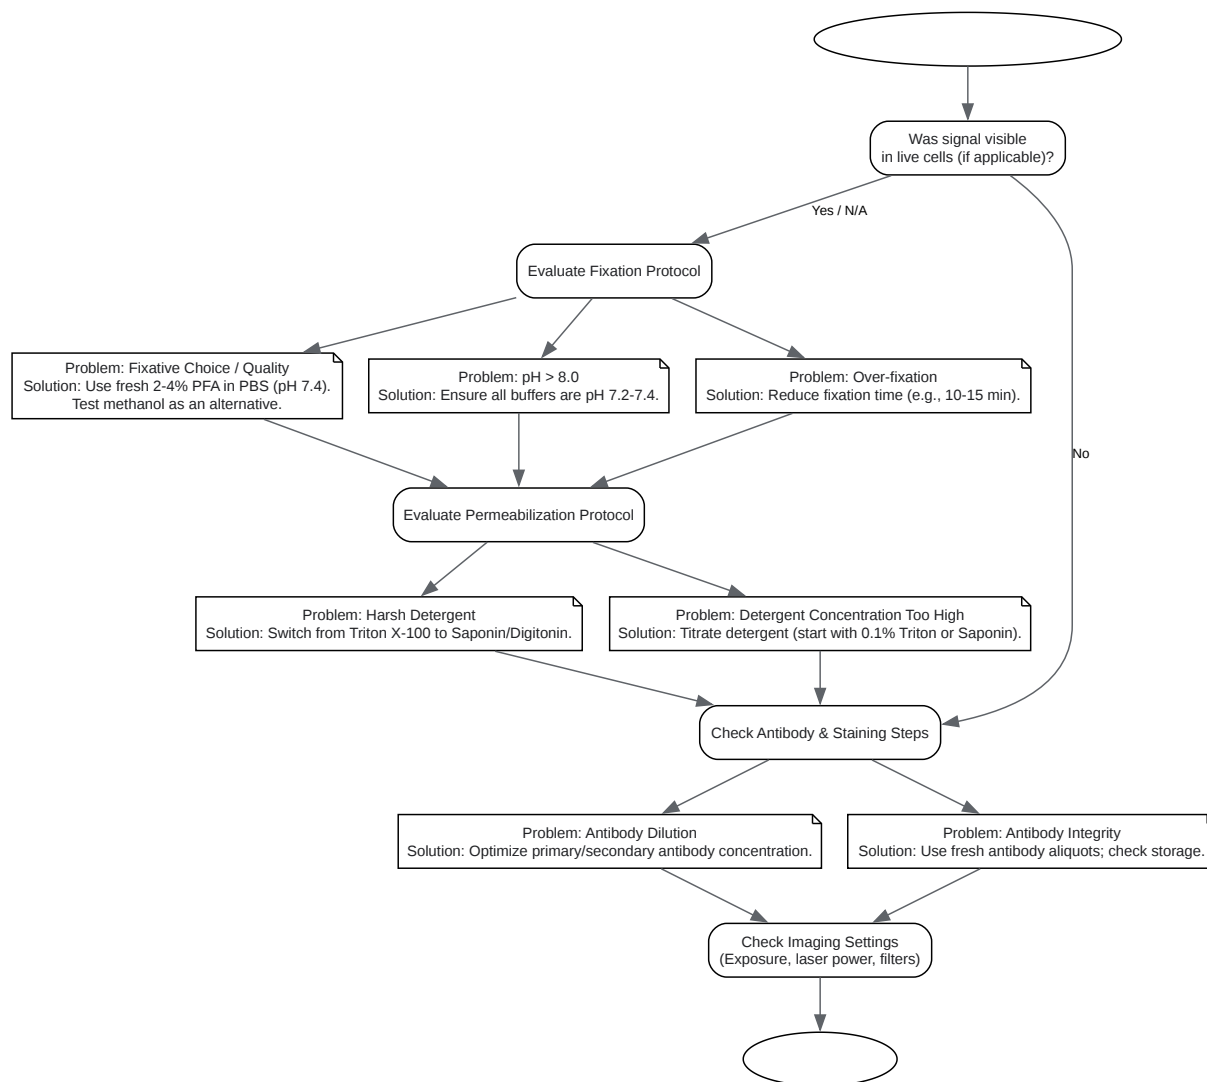 Was signal visible
in live cells (if applicable)?
Yes / N/A
Evaluate Fixation Protocol
Problem: Fixative Choice / Quality
Solution: Use fresh 2-4% PFA in PBS (pH 7.4).
Test methanol as an alternative.
Problem: pH > 8.0
Solution: Ensure all buffers are pH 7.2-7.4.
Problem: Over-fixation
Solution: Reduce fixation time (e.g., 10-15 min).
No
Evaluate Permeabilization Protocol
Problem: Harsh Detergent
Solution: Switch from Triton X-100 to Saponin/Digitonin.
Problem: Detergent Concentration Too High
Solution: Titrate detergent (start with 0.1% Triton or Saponin).
Check Antibody & Staining Steps
Problem: Antibody Dilution
Solution: Optimize primary/secondary antibody concentration.
Problem: Antibody Integrity
Solution: Use fresh antibody aliquots; check storage.
Check Imaging Settings
(Exposure, laser power, filters)